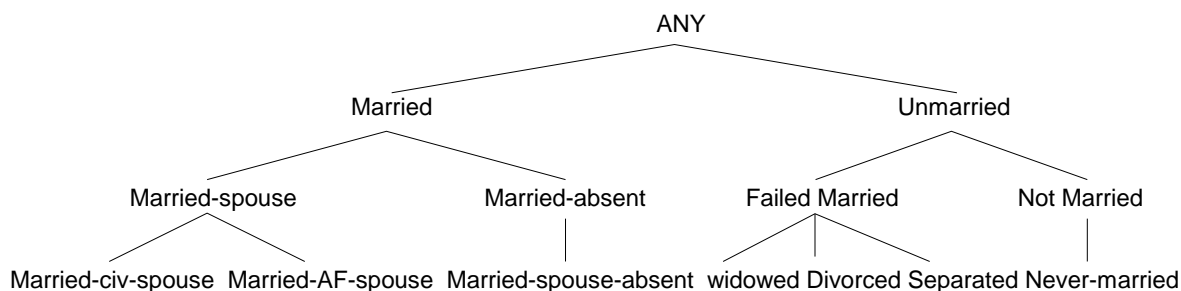 ANY
Married Unmarried
Married-spouse Married-absent Failed Married Not Married
Married-civ-spouse Married-AF-spouse Married-spouse-absent widowed Divorced Separated Never-married